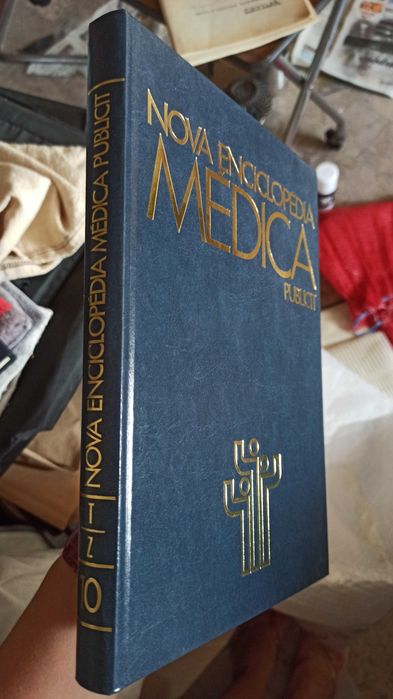 NOVA ENCICLOPÉDIA
MÉDICA
PUBLICIT
NOVA ENCICLOPÉDIA MÉDICA PUBLICIT
T
Z
10